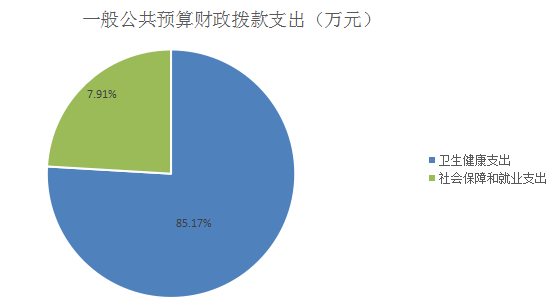 一般公共预算财政拨款支出（万元）
7.91%
85.17%
卫生健康支出
社会保障和就业支出